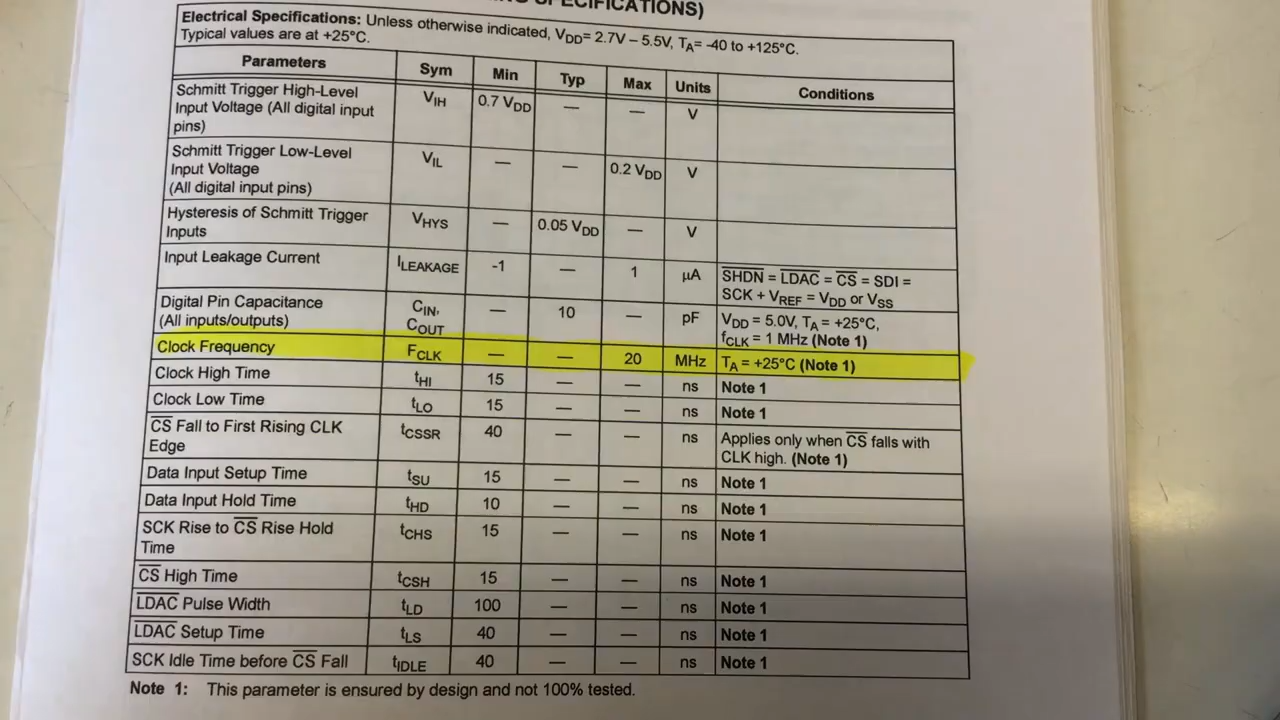 SPECIFICATIONS)
Electrical Specifications: Unless otherwise indicated, VDD= 2.7V – 5.5V, TA= -40 to +125°C.
Typical values are at +25°C.
Parameters Sym Min Typ Max Units Conditions
Schmitt Trigger High-Level
Input Voltage (All digital input
pins) VIH 0.7 VDD — — V
Schmitt Trigger Low-Level
Input Voltage
(All digital input pins) VIL — — 0.2 VDD V
Hysteresis of Schmitt Trigger
Inputs VHYS — 0.05 VDD — V
Input Leakage Current ILEAKAGE -1 — 1 µA SHDN = LDAC = CS = SDI =
SCK + VREF = VDD or VSS
Digital Pin Capacitance
(All inputs/outputs) CIN, COUT — 10 — pF VDD = 5.0V, TA = +25°C,
fCLK = 1 MHz (Note 1)
Clock Frequency FCLK — — 20 MHz TA = +25°C (Note 1)
Clock High Time tHI 15 — — ns Note 1
Clock Low Time tLO 15 — — ns Note 1
CS Fall to First Rising CLK
Edge tCSSR 40 — — ns Applies only when CS falls with
CLK high. (Note 1)
Data Input Setup Time tSU 15 — — ns Note 1
Data Input Hold Time tHD 10 — — ns Note 1
SCK Rise to CS Rise Hold
Time tCHS 15 — — ns Note 1
CS High Time tCSH 15 — — ns Note 1
LDAC Pulse Width tLD 100 — — ns Note 1
LDAC Setup Time tLS 40 — — ns Note 1
SCK Idle Time before CS Fall tIDLE 40 — — ns Note 1
Note 1: This parameter is ensured by design and not 100% tested.